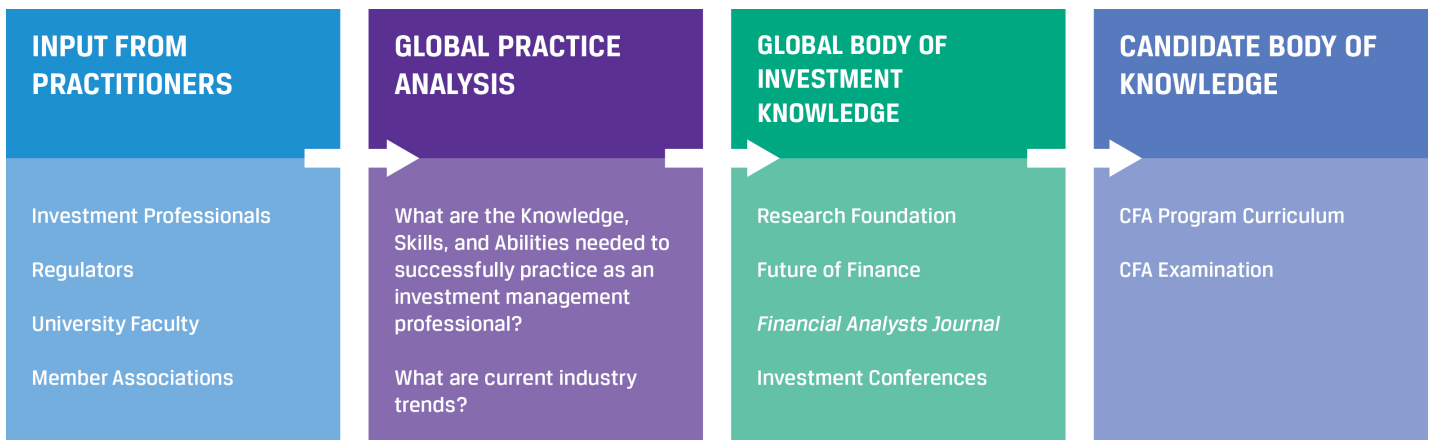 INPUT FROM
PRACTITIONERS
Investment Professionals
Regulators
University Faculty
Member Associations
GLOBAL PRACTICE
ANALYSIS
What are the Knowledge,
Skills, and Abilities needed to
successfully practice as an
investment management
professional?
What are current industry
trends?
GLOBAL BODY OF
INVESTMENT
KNOWLEDGE
Research Foundation
Future of Finance
Financial Analysts Journal
Investment Conferences
CANDIDATE BODY OF
KNOWLEDGE
CFA Program Curriculum
CFA Examination